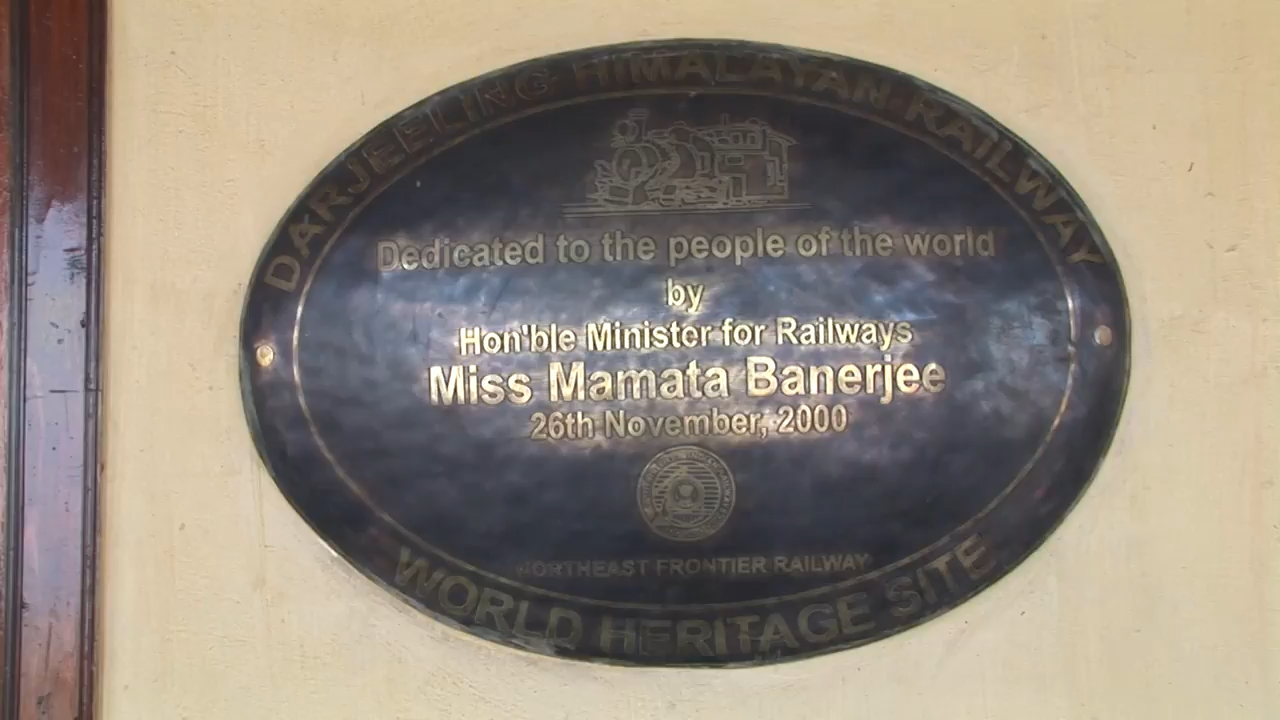 DARJEELING HIMALAYAN RAILWAY
Dedicated to the people of the world
by
Hon'ble Minister for Railways
Miss Mamata Banerjee
26th November, 2000
NORTHEAST FRONTIER RAILWAY
WORLD HERITAGE SITE